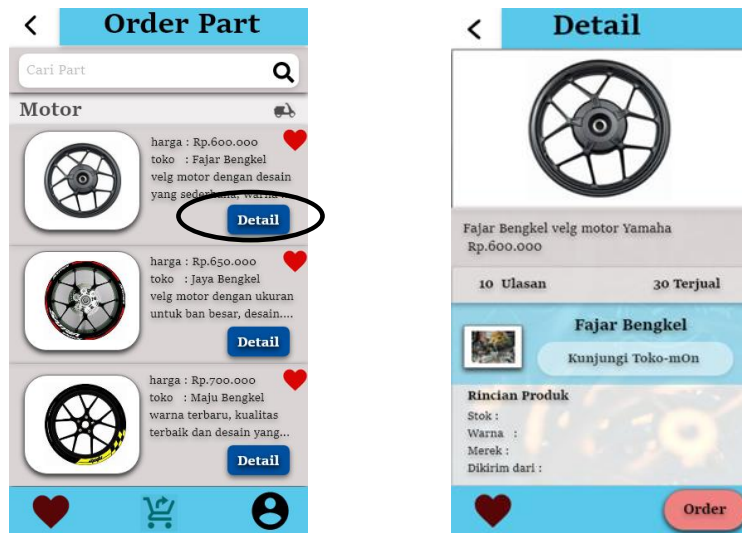 Order Part
Cari Part
Motor
harga : Rp.600.000
toko : Fajar Bengkel
velg motor dengan desain
yang sederhana, warna...
Detail
harga : Rp.650.000
toko : Jaya Bengkel
velg motor dengan ukuran
untuk ban besar, desain....
Detail
harga : Rp.700.000
toko : Maju Bengkel
warna terbaru, kualitas
terbaik dan desain yang...
Detail
Detail
Fajar Bengkel velg motor Yamaha
Rp.600.000
10 Ulasan 30 Terjual
Fajar Bengkel
Kunjungi Toko-mOn
Rincian Produk
Stok :
Warna :
Merek :
Dikirim dari :
Order